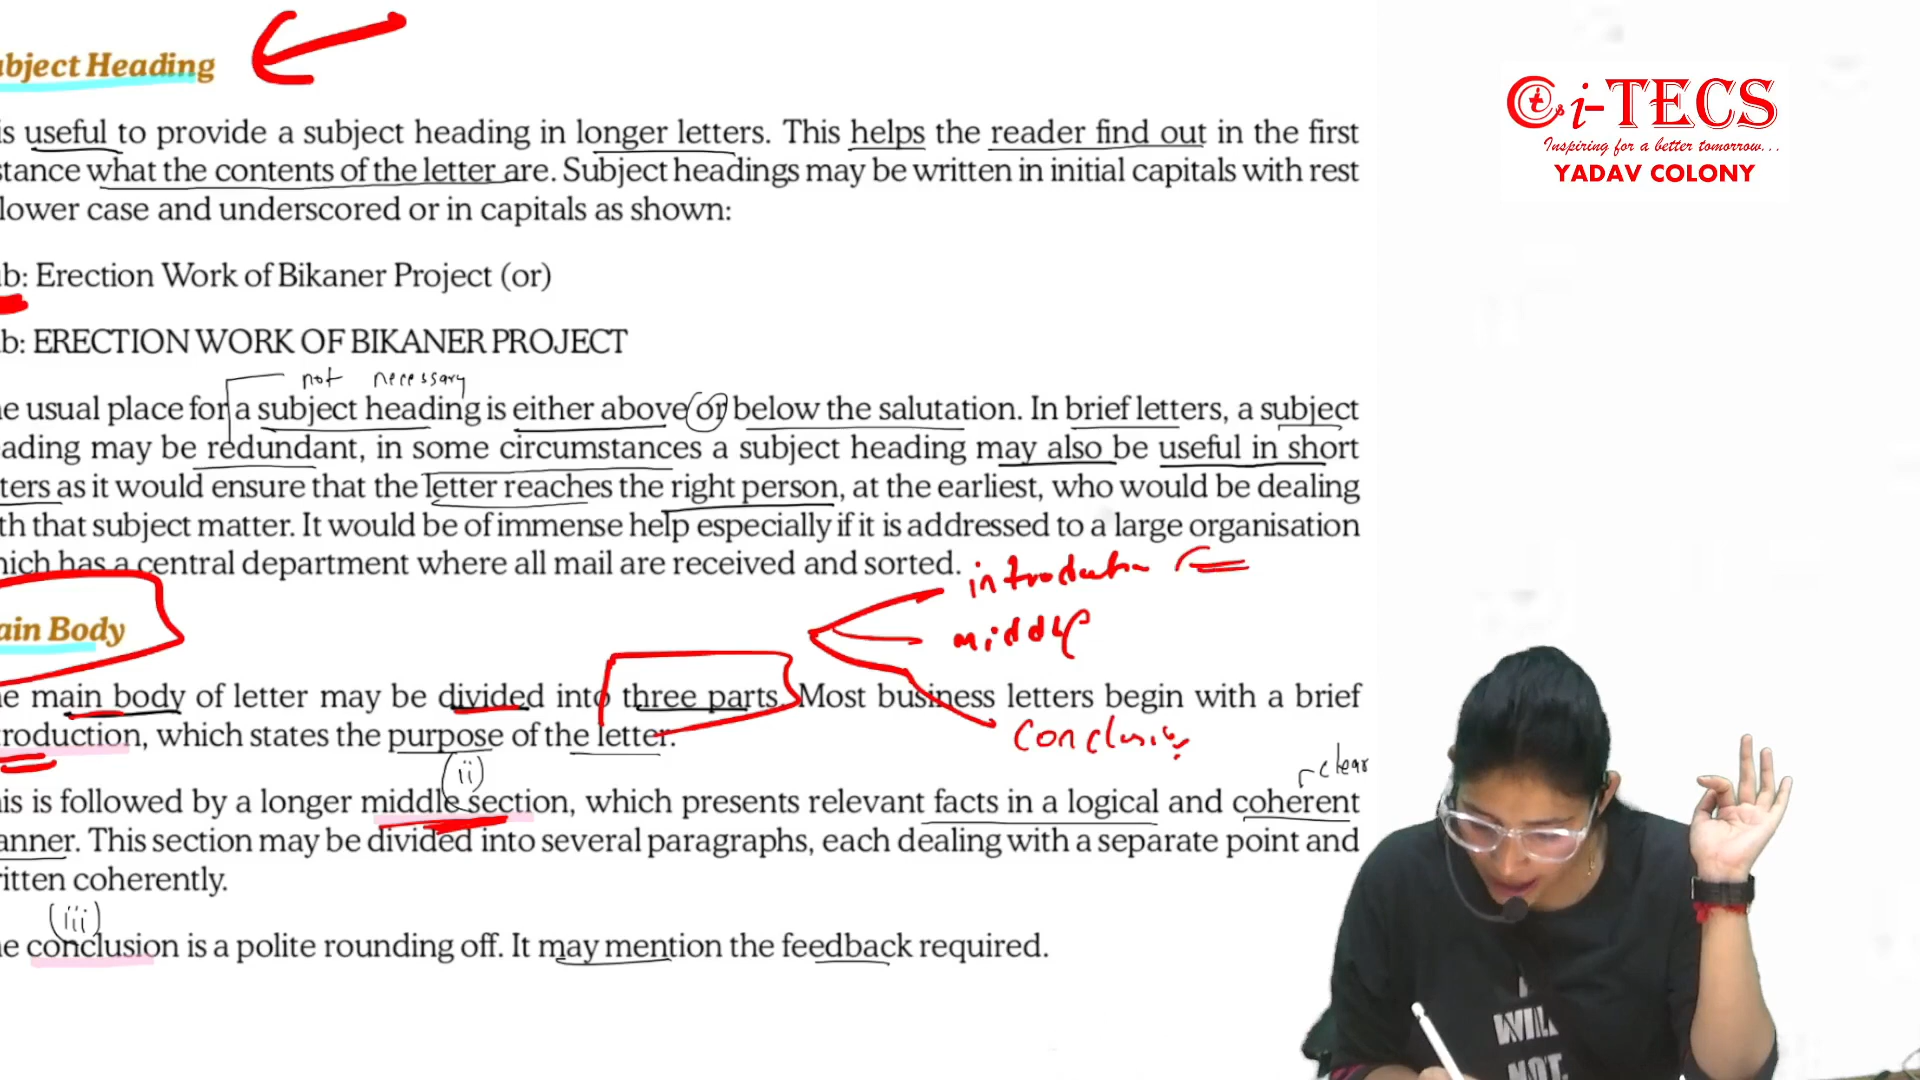 bject Heading
is useful to provide a subject heading in longer letters. This helps the reader find out in the first
stance what the contents of the letter are. Subject headings may be written in initial capitals with rest
lower case and underscored or in capitals as shown:
b: Erection Work of Bikaner Project (or)
b: ERECTION WORK OF BIKANER PROJECT
not necessary
e usual place for a subject heading is either above or below the salutation. In brief letters, a subject
ading may be redundant, in some circumstances a subject heading may also be useful in short
tters as it would ensure that the letter reaches the right person, at the earliest, who would be dealing
th that subject matter. It would be of immense help especially if it is addressed to a large organisation
hich has a central department where all mail are received and sorted.
introduction
middle
ain Body
e main body of letter may be divided into three parts. Most business letters begin with a brief
conclusion
roduction, which states the purpose of the letter.
(ii)
clear
is is followed by a longer middle section, which presents relevant facts in a logical and coherent
anner. This section may be divided into several paragraphs, each dealing with a separate point and
itten coherently.
(iii)
e conclusion is a polite rounding off. It may mention the feedback required.
i-TECS
Inspiring for a better tomorrow...
YADAV COLONY
I
WILL
NOT